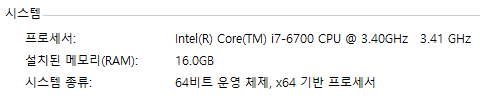 시스템
프로세서: Intel(R) Core(TM) i7-6700 CPU @ 3.40GHz 3.41 GHz
설치된 메모리(RAM): 16.0GB
시스템 종류: 64비트 운영 체제, x64 기반 프로세서